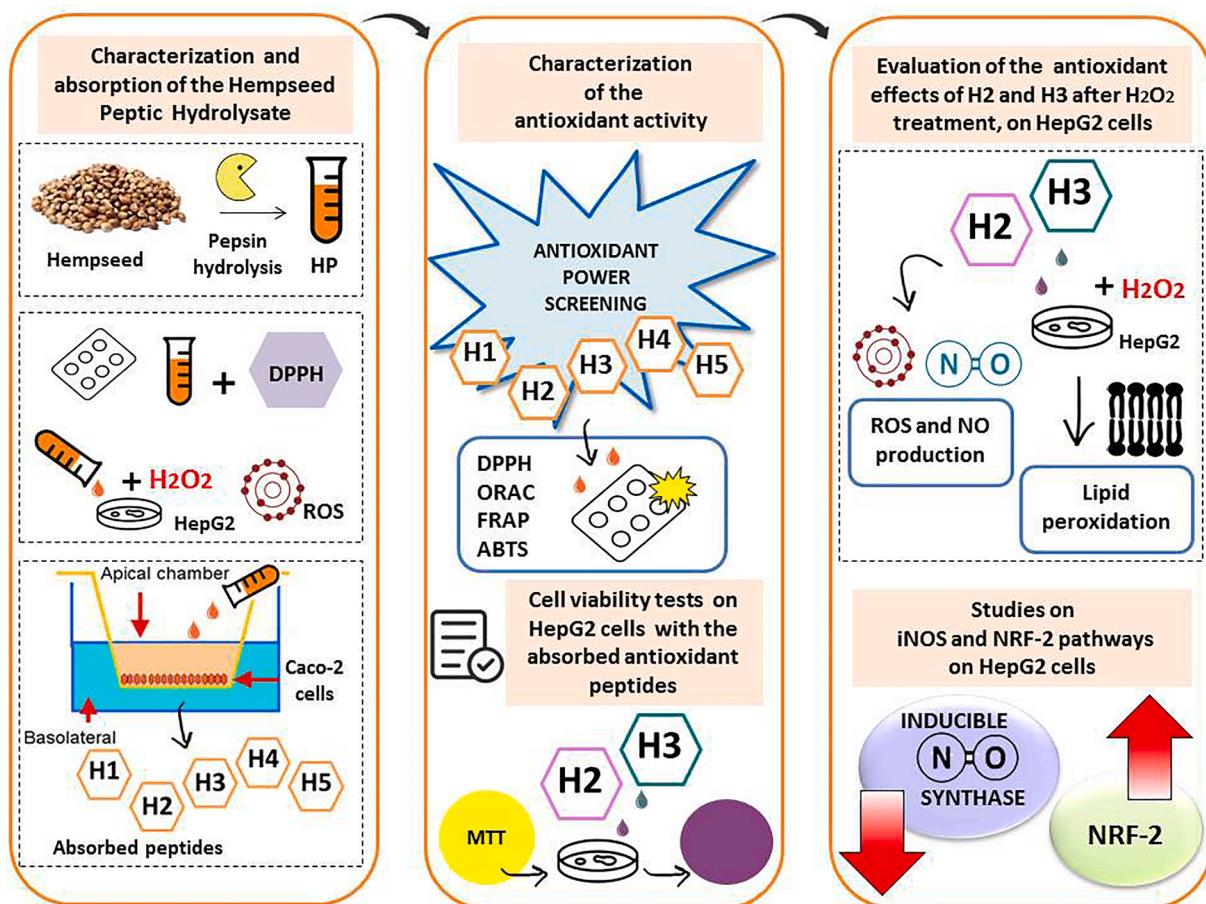 Characterization and
absorption of the Hempseed
Peptic Hydrolysate
Hempseed
Pepsin
hydrolysis
HP
+
DPPH
+ H2O2
HepG2
ROS
Apical chamber
Caco-2
cells
Basolateral
H1
H2
H3
H4
H5
Absorbed peptides
Characterization
of the
antioxidant activity
ANTIOXIDANT
POWER
SCREENING
H1
H2
H3
H4
H5
DPPH
ORAC
FRAP
ABTS
Cell viability tests on
HepG2 cells with the
absorbed antioxidant
peptides
H2
H3
MTT
Evaluation of the antioxidant
effects of H2 and H3 after H2O2
treatment, on HepG2 cells
H3
H2
+ H2O2
HepG2
N O
ROS and NO
production
Lipid
peroxidation
Studies on
iNOS and NRF-2 pathways
on HepG2 cells
INDUCIBLE
N O
SYNTHASE
NRF-2